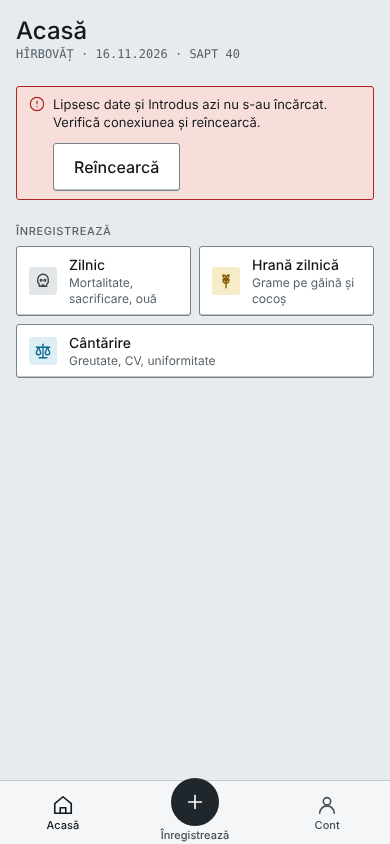 Acasă
HÎRBOVĂȚ · 16.11.2026 · SAPT 40
Lipsesc date și Introdus azi nu s-au încărcat.
Verifică conexiunea și reîncearcă.
Reîncearcă
ÎNREGISTREAZĂ
Zilnic
Mortalitate,
sacrificare, ouă
Hrană zilnică
Grame pe găină și
cocoș
Cântărire
Greutate, CV, uniformitate
Acasă
Înregistrează
Cont